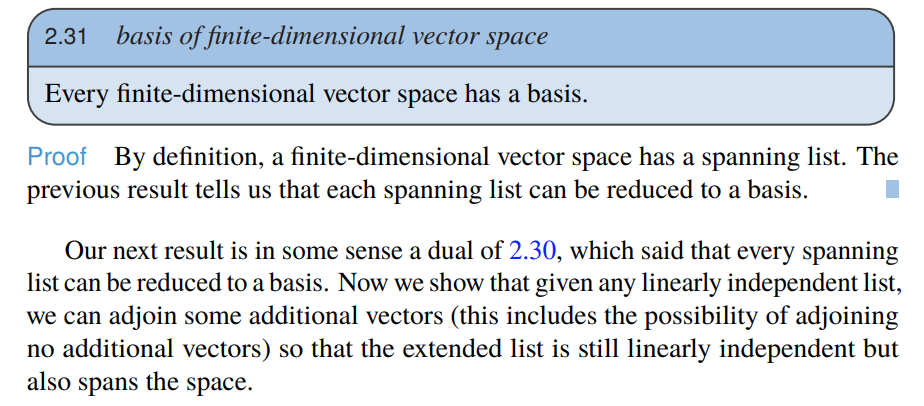 2.31 basis of finite-dimensional vector space
Every finite-dimensional vector space has a basis.
Proof By definition, a finite-dimensional vector space has a spanning list. The
previous result tells us that each spanning list can be reduced to a basis.
Our next result is in some sense a dual of 2.30, which said that every spanning
list can be reduced to a basis. Now we show that given any linearly independent list,
we can adjoin some additional vectors (this includes the possibility of adjoining
no additional vectors) so that the extended list is still linearly independent but
also spans the space.